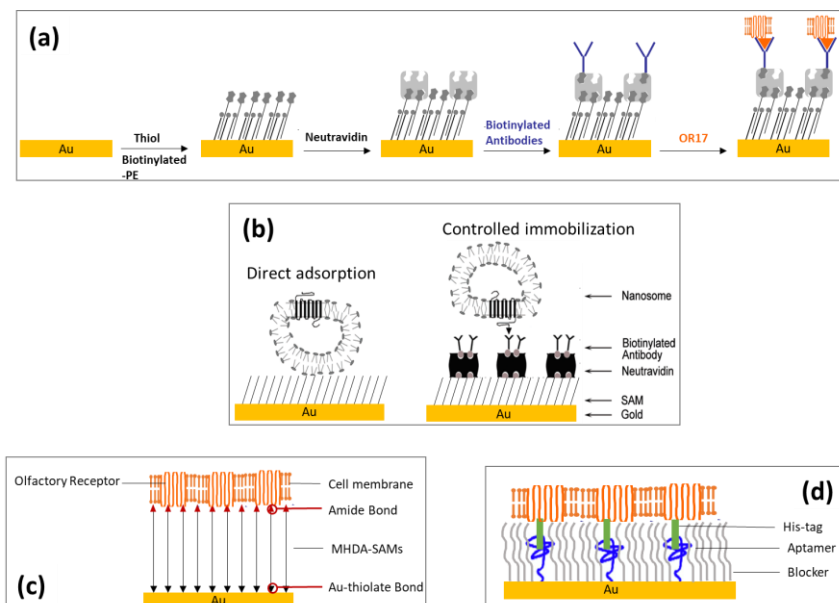 (a)
Au
Thiol
Biotinylated
-PE
Au
Neutravidin
Au
Biotinylated
Antibodies
Au
OR17
Au
(b)
Direct adsorption
Au
Controlled immobilization
Nanosome
Biotinylated
Antibody
Neutravidin
SAM
Au
Gold
Olfactory Receptor
Cell membrane
Amide Bond
MHDA-SAMs
Au-thiolate Bond
Au
(c)
(d)
His-tag
Aptamer
Blocker
Au